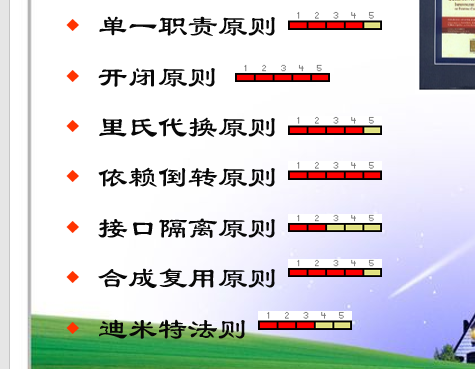 单一职责原则 1 2 3 4 5
开闭原则 1 2 3 4 5
里氏代换原则 1 2 3 4 5
依赖倒转原则 1 2 3 4 5
接口隔离原则 1 2 3 4 5
合成复用原则 1 2 3 4 5
迪米特法则 1 2 3 4 5